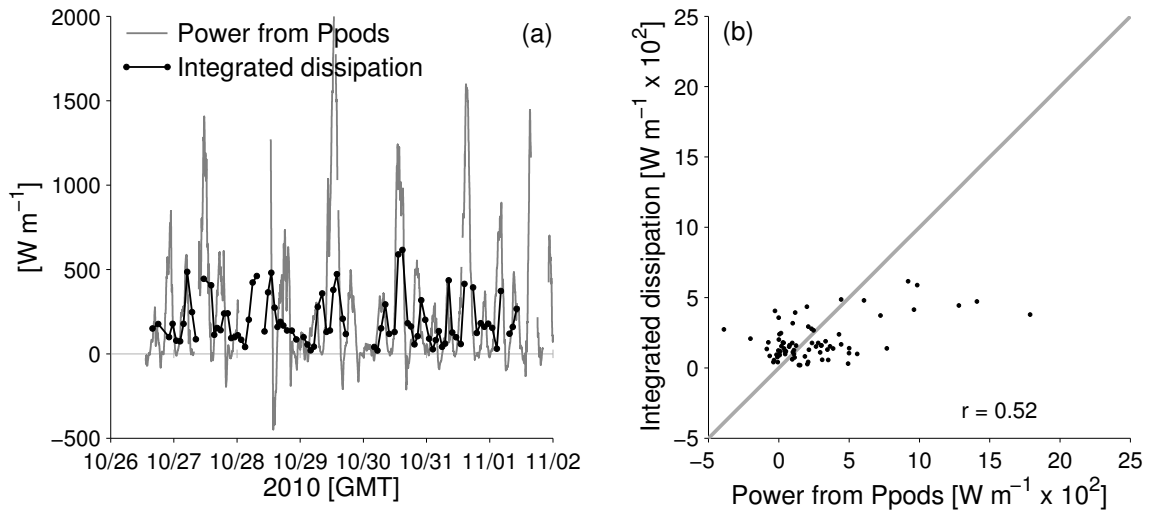 Power from Ppods
Integrated dissipation
(a)
[W m⁻¹]
2000
1500
1000
500
0
−500
10/26 10/27 10/28 10/29 10/30 10/31 11/01 11/02
2010 [GMT]
(b)
Integrated dissipation [W m⁻¹ x 10²]
25
20
15
10
5
0
−5
r = 0.52
−5 0 5 10 15 20 25
Power from Ppods [W m⁻¹ x 10²]